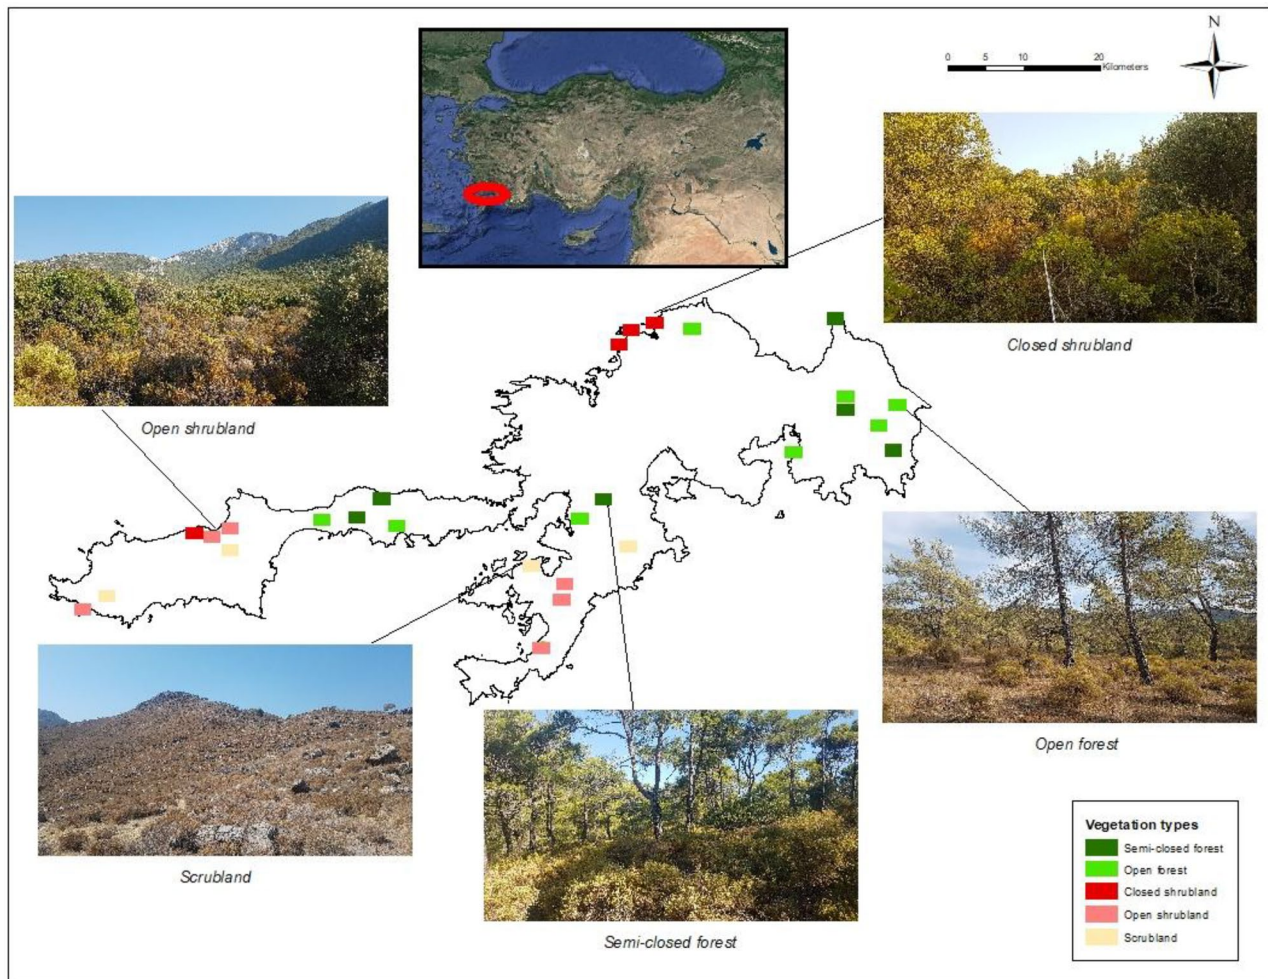 N
0 5 10 20
Kilometers
Closed shrubland
Open shrubland
Open forest
Scrubland
Semi-closed forest
Vegetation types
Semi-closed forest
Open forest
Closed shrubland
Open shrubland
Scrubland